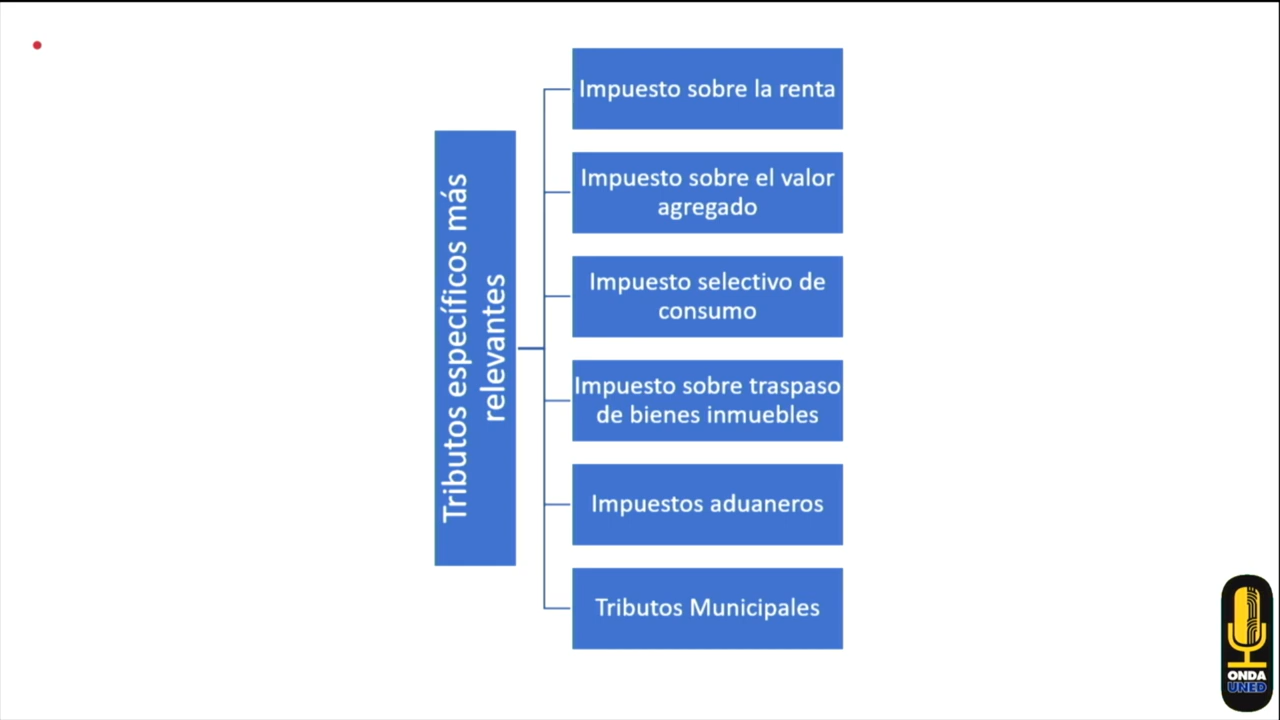 Tributos específicos más
relevantes
Impuesto sobre la renta
Impuesto sobre el valor
agregado
Impuesto selectivo de
consumo
Impuesto sobre traspaso
de bienes inmuebles
Impuestos aduaneros
Tributos Municipales
ONDA
UNED